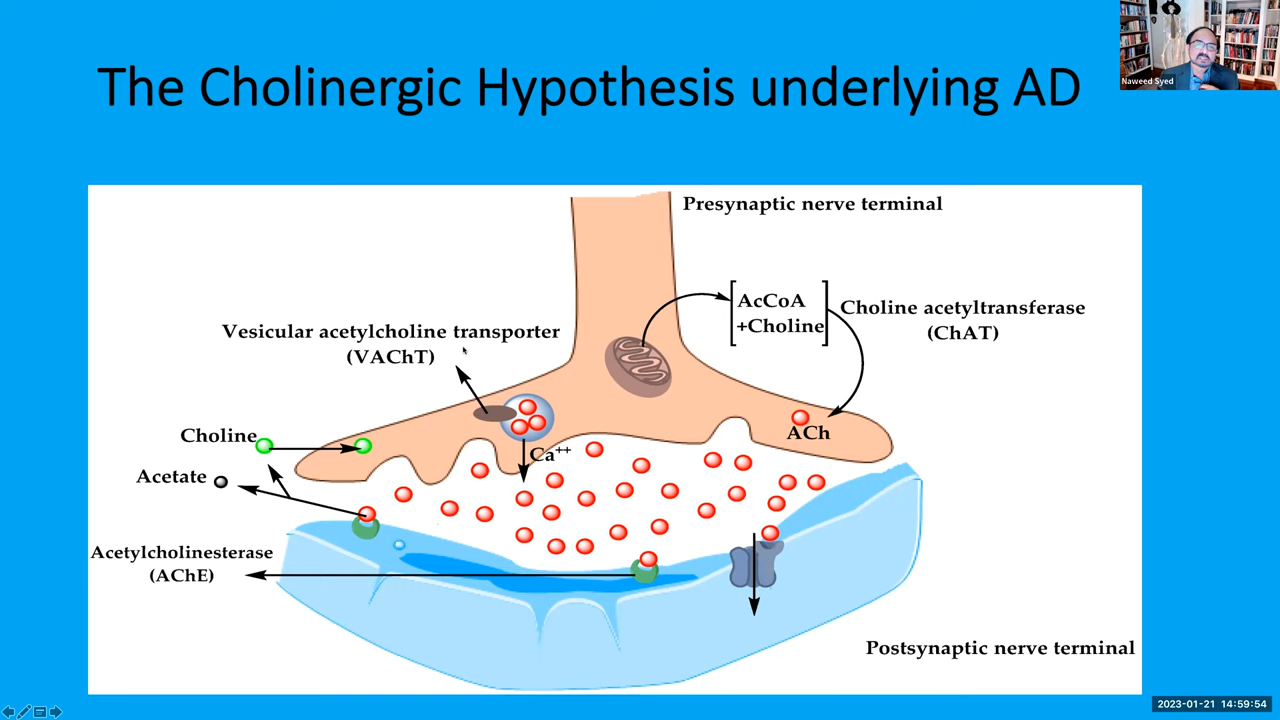 The Cholinergic Hypothesis underlying AD
Naweed Syed
Presynaptic nerve terminal
AcCoA
+Choline
Choline acetyltransferase
(ChAT)
Vesicular acetylcholine transporter
(VAChT)
ACh
Choline
Ca⁺⁺
Acetate
Acetylcholinesterase
(AChE)
Postsynaptic nerve terminal
2023-01-21 14:59:54